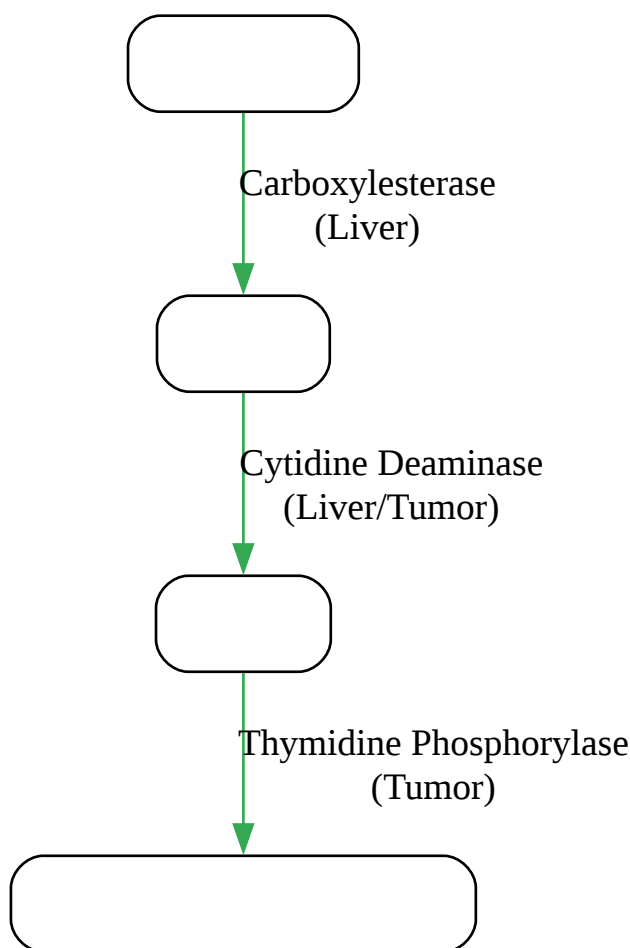 Carboxylesterase
(Liver)
Cytidine Deaminase
(Liver/Tumor)
Thymidine Phosphorylase
(Tumor)